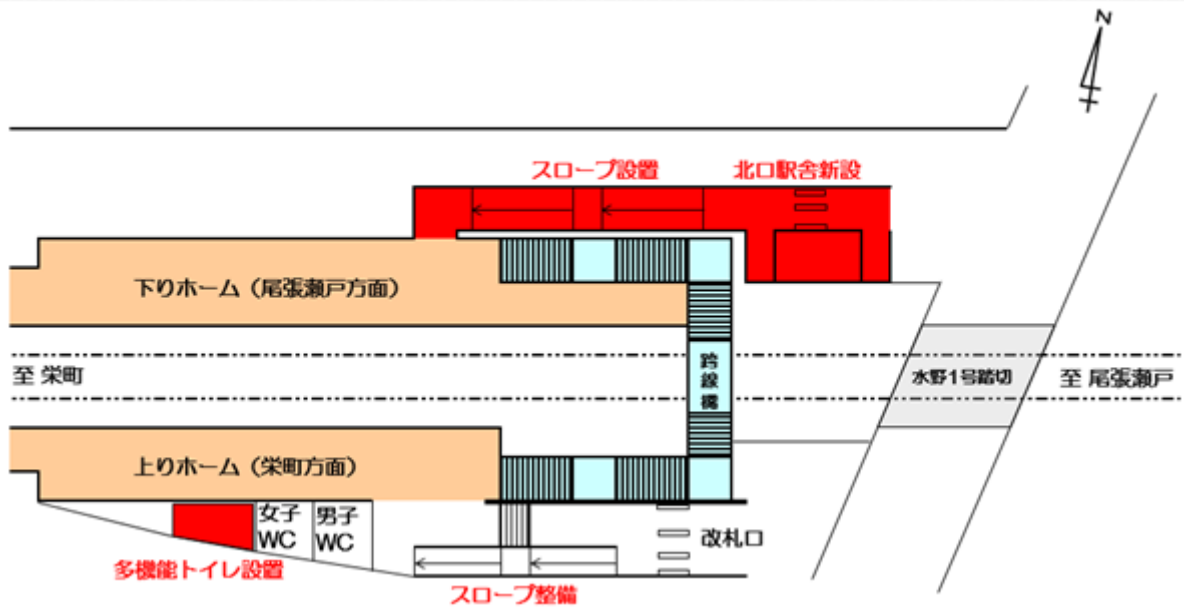 N
スロープ設置
北口駅舎新設
下りホーム（尾張瀬戸方面）
至 栄町
跨線橋
水野1号踏切
至 尾張瀬戸
上りホーム（栄町方面）
女子
WC
男子
WC
改札口
多機能トイレ設置
スロープ整備